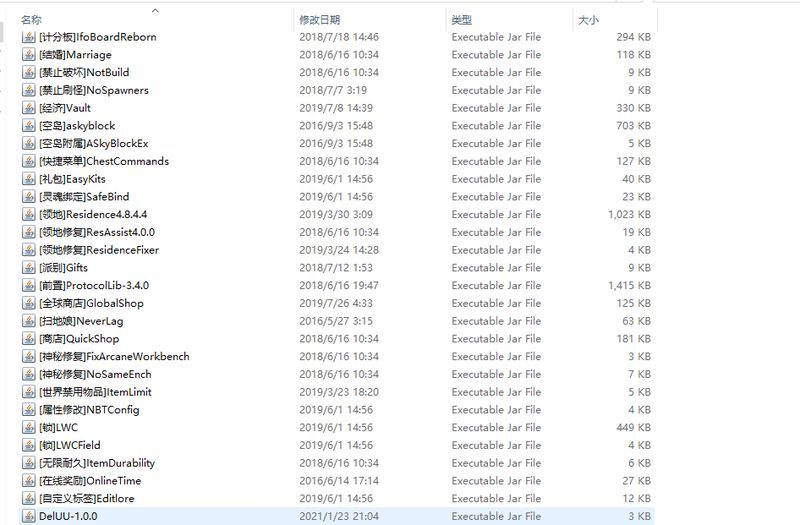 名称 修改日期 类型 大小
[计分板]IfoBoardReborn 2018/7/18 14:46 Executable Jar File 294 KB
[结婚]Marriage 2018/6/16 10:34 Executable Jar File 118 KB
[禁止破坏]NotBuild 2018/6/16 10:34 Executable Jar File 9 KB
[禁止刷怪]NoSpawners 2018/7/7 3:19 Executable Jar File 9 KB
[经济]Vault 2019/7/8 14:39 Executable Jar File 330 KB
[空岛]askyblock 2016/9/3 15:48 Executable Jar File 703 KB
[空岛附属]ASkyBlockEx 2016/9/3 15:48 Executable Jar File 5 KB
[快捷菜单]ChestCommands 2018/6/16 10:34 Executable Jar File 127 KB
[礼包]EasyKits 2019/6/1 14:56 Executable Jar File 40 KB
[灵魂绑定]SafeBind 2019/6/1 14:56 Executable Jar File 23 KB
[领地]Residence4.8.4.4 2019/3/30 3:09 Executable Jar File 1,023 KB
[领地修复]ResAssist4.0.0 2018/6/16 10:34 Executable Jar File 19 KB
[领地修复]ResidenceFixer 2019/3/24 14:28 Executable Jar File 4 KB
[派别]Gifts 2018/7/12 1:53 Executable Jar File 9 KB
[前置]ProtocolLib-3.4.0 2018/6/16 19:47 Executable Jar File 1,415 KB
[全球商店]GlobalShop 2019/7/26 4:33 Executable Jar File 125 KB
[扫地娘]NeverLag 2016/5/27 3:15 Executable Jar File 63 KB
[商店]QuickShop 2018/6/16 10:34 Executable Jar File 181 KB
[神秘修复]FixArcaneWorkbench 2018/6/16 10:34 Executable Jar File 3 KB
[神秘修复]NoSameEnch 2018/6/16 10:34 Executable Jar File 7 KB
[世界禁用物品]ItemLimit 2019/3/23 18:20 Executable Jar File 5 KB
[属性修改]NBTConfig 2019/6/1 14:56 Executable Jar File 4 KB
[锁]LWC 2019/6/1 14:56 Executable Jar File 449 KB
[锁]LWCField 2019/6/1 14:56 Executable Jar File 4 KB
[无限耐久]ItemDurability 2018/6/16 10:34 Executable Jar File 6 KB
[在线奖励]OnlineTime 2016/6/14 17:14 Executable Jar File 27 KB
[自定义标签]Editlore 2019/6/1 14:56 Executable Jar File 12 KB
DelUU-1.0.0 2021/1/23 21:04 Executable Jar File 3 KB